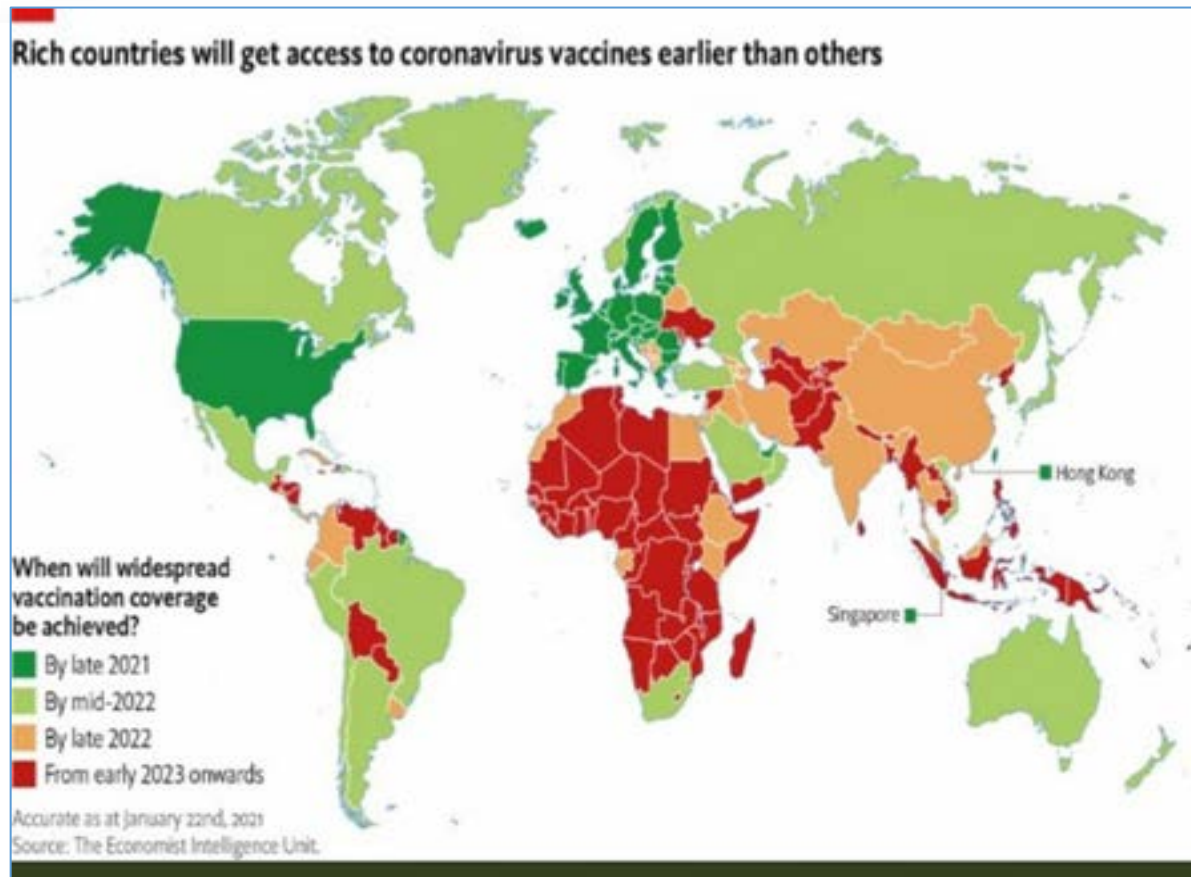 Rich countries will get access to coronavirus vaccines earlier than others
Hong Kong
Singapore
When will widespread
vaccination coverage
be achieved?
By late 2021
By mid-2022
By late 2022
From early 2023 onwards
Accurate as at January 22nd, 2021
Source: The Economist Intelligence Unit.